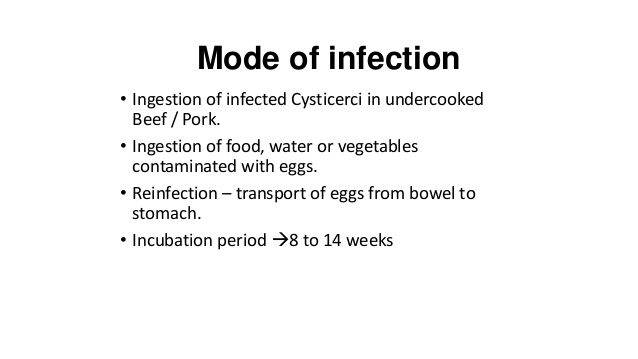 Mode of infection
• Ingestion of infected Cysticerci in undercooked
Beef / Pork.
• Ingestion of food, water or vegetables
contaminated with eggs.
• Reinfection – transport of eggs from bowel to
stomach.
• Incubation period →8 to 14 weeks